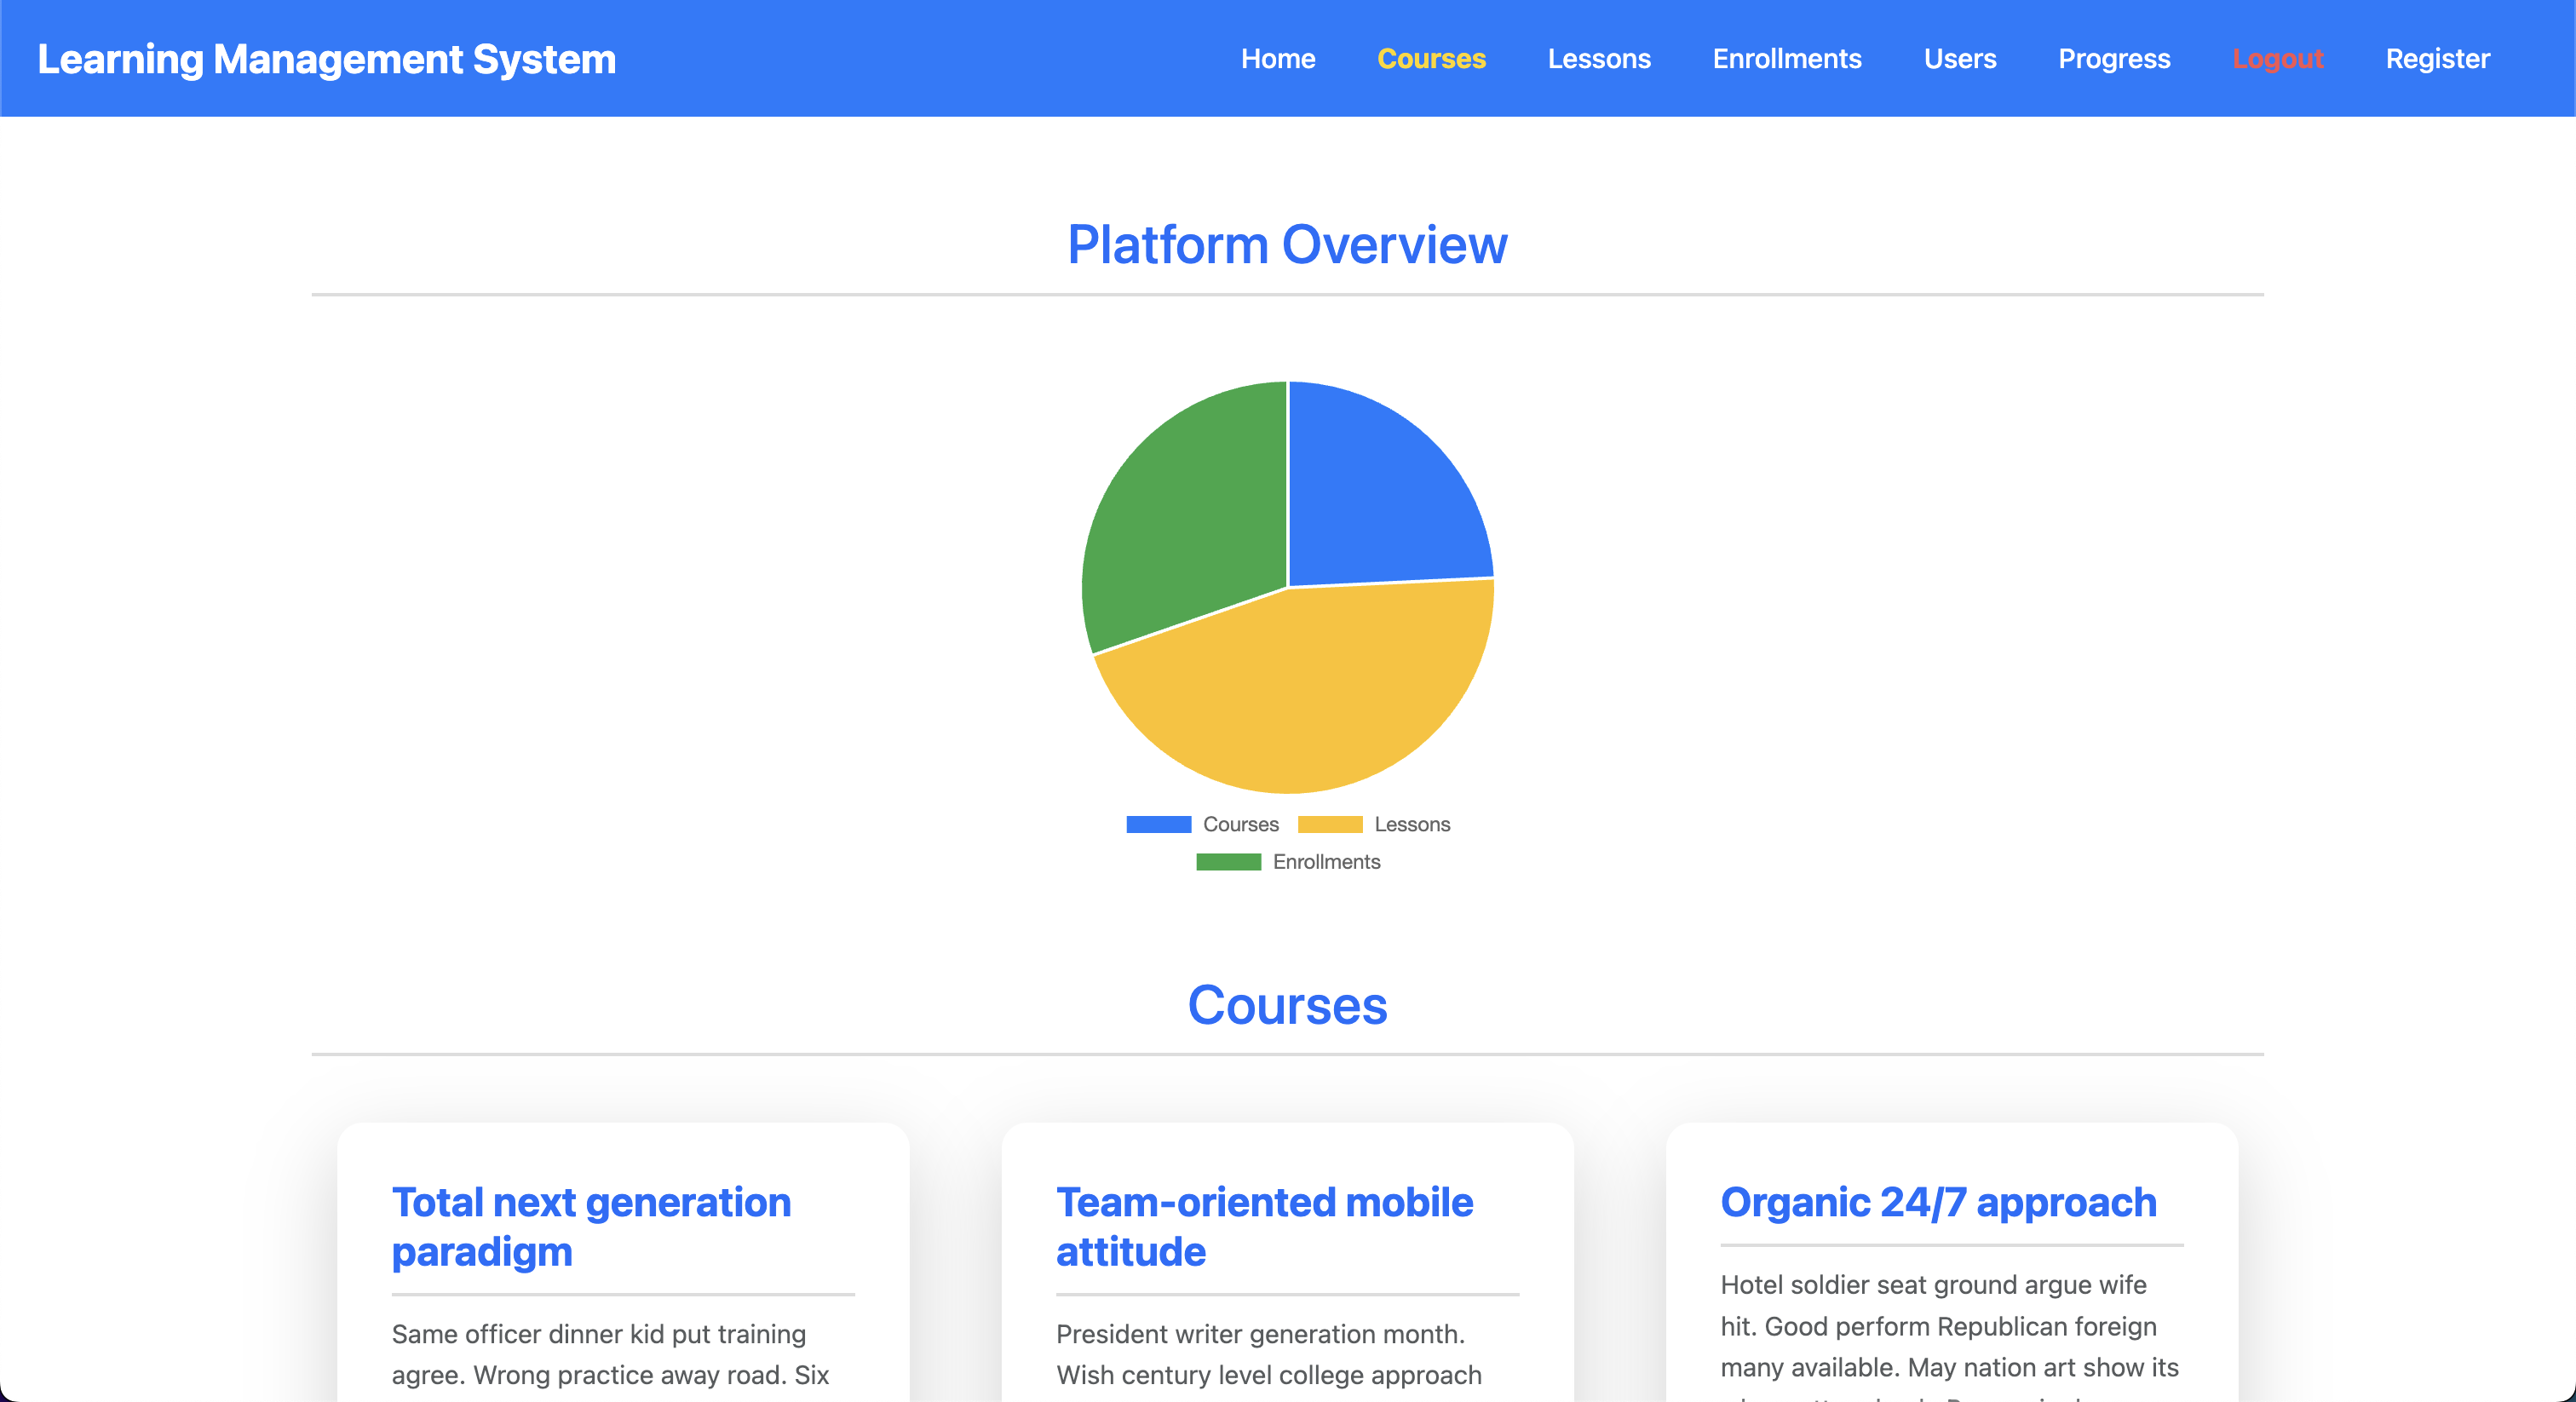 Learning Management System
Home Courses Lessons Enrollments Users Progress Logout Register
Platform Overview
Courses Lessons
Enrollments
Courses
Total next generation
paradigm
Same officer dinner kid put training
agree. Wrong practice away road. Six
Team-oriented mobile
attitude
President writer generation month.
Wish century level college approach
Organic 24/7 approach
Hotel soldier seat ground argue wife
hit. Good perform Republican foreign
many available. May nation art show its